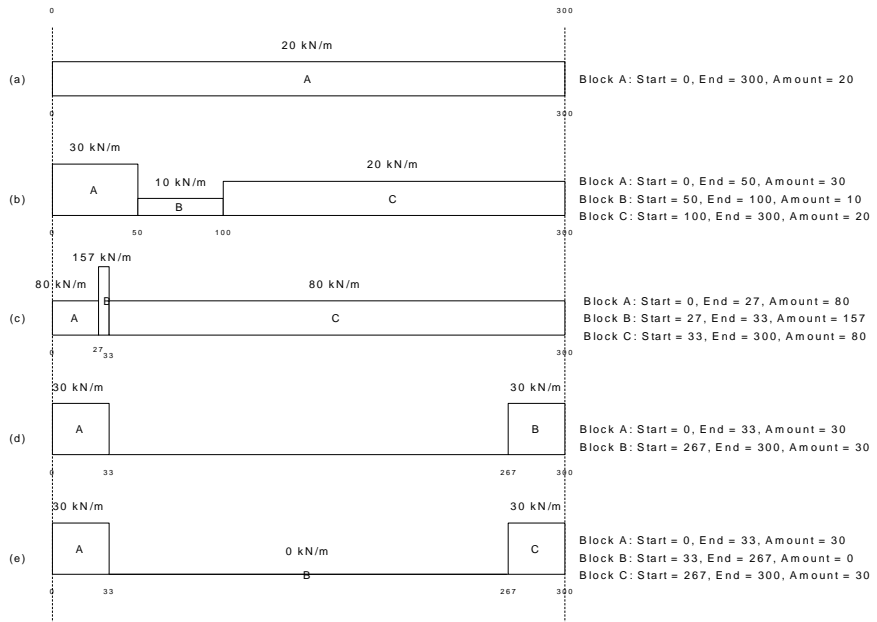 0 300
20 kN/m
(a) A Block A: Start = 0, End = 300, Amount = 20
0 300
30 kN/m
20 kN/m
10 kN/m
Block A: Start = 0, End = 50, Amount = 30
A
(b) B C Block B: Start = 50, End = 100, Amount = 10
Block C: Start = 100, End = 300, Amount = 20
0 50 100 300
157 kN/m
80 kN/m 80 kN/m
B Block A: Start = 0, End = 27, Amount = 80
(c) A C Block B: Start = 27, End = 33, Amount = 157
Block C: Start = 33, End = 300, Amount = 80
0 27 33 300
30 kN/m 30 kN/m
A B Block A: Start = 0, End = 33, Amount = 30
(d)
Block B: Start = 267, End = 300, Amount = 30
0 33 267 300
30 kN/m 30 kN/m
Block A: Start = 0, End = 33, Amount = 30
A 0 kN/m C
(e) Block B: Start = 33, End = 267, Amount = 0
B Block C: Start = 267, End = 300, Amount = 30
0 33 267 300